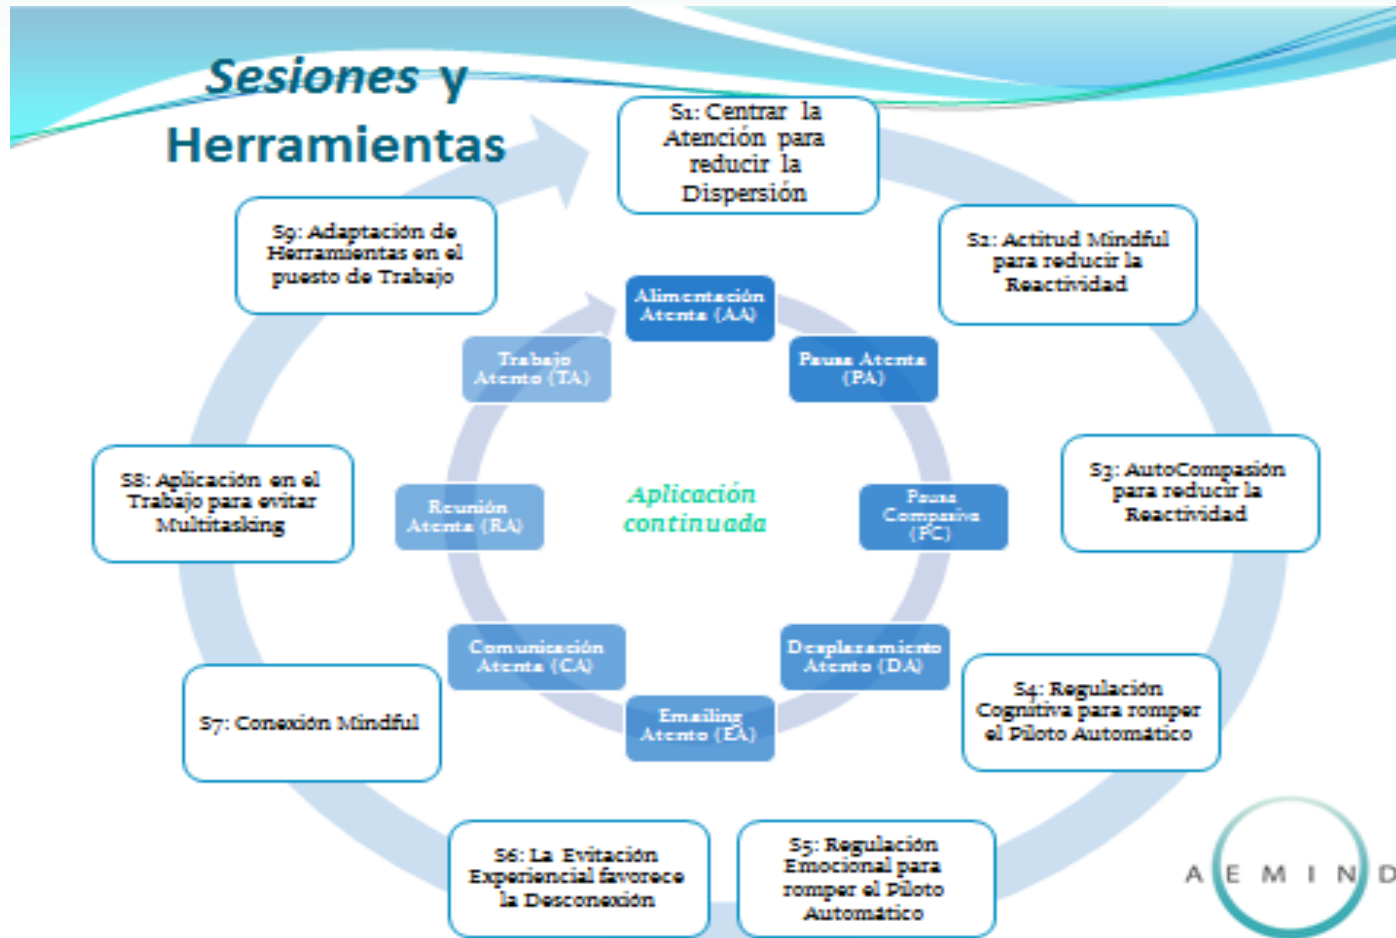 Sesiones y
Herramientas
S1: Centrar la
Atención para
reducir la
Dispersión
S2: Actitud Mindful
para reducir la
Reactividad
S3: AutoCompasión
para reducir la
Reactividad
S4: Regulación
Cognitiva para romper
el Piloto Automático
S5: Regulación
Emocional para
romper el Piloto
Automático
S6: La Evitación
Experiencial favorece
la Desconexión
S7: Conexión Mindful
S8: Aplicación en el
Trabajo para evitar
Multitasking
S9: Adaptación de
Herramientas en el
puesto de Trabajo
Alimentación
Atenta (AA)
Pausa Atenta
(PA)
Pausa
Compasiva
(PC)
Desplazamiento
Atento (DA)
Emailing
Atento (EA)
Comunicación
Atenta (CA)
Reunión
Atenta (RA)
Trabajo
Atento (TA)
Aplicación
continuada
AEMIND